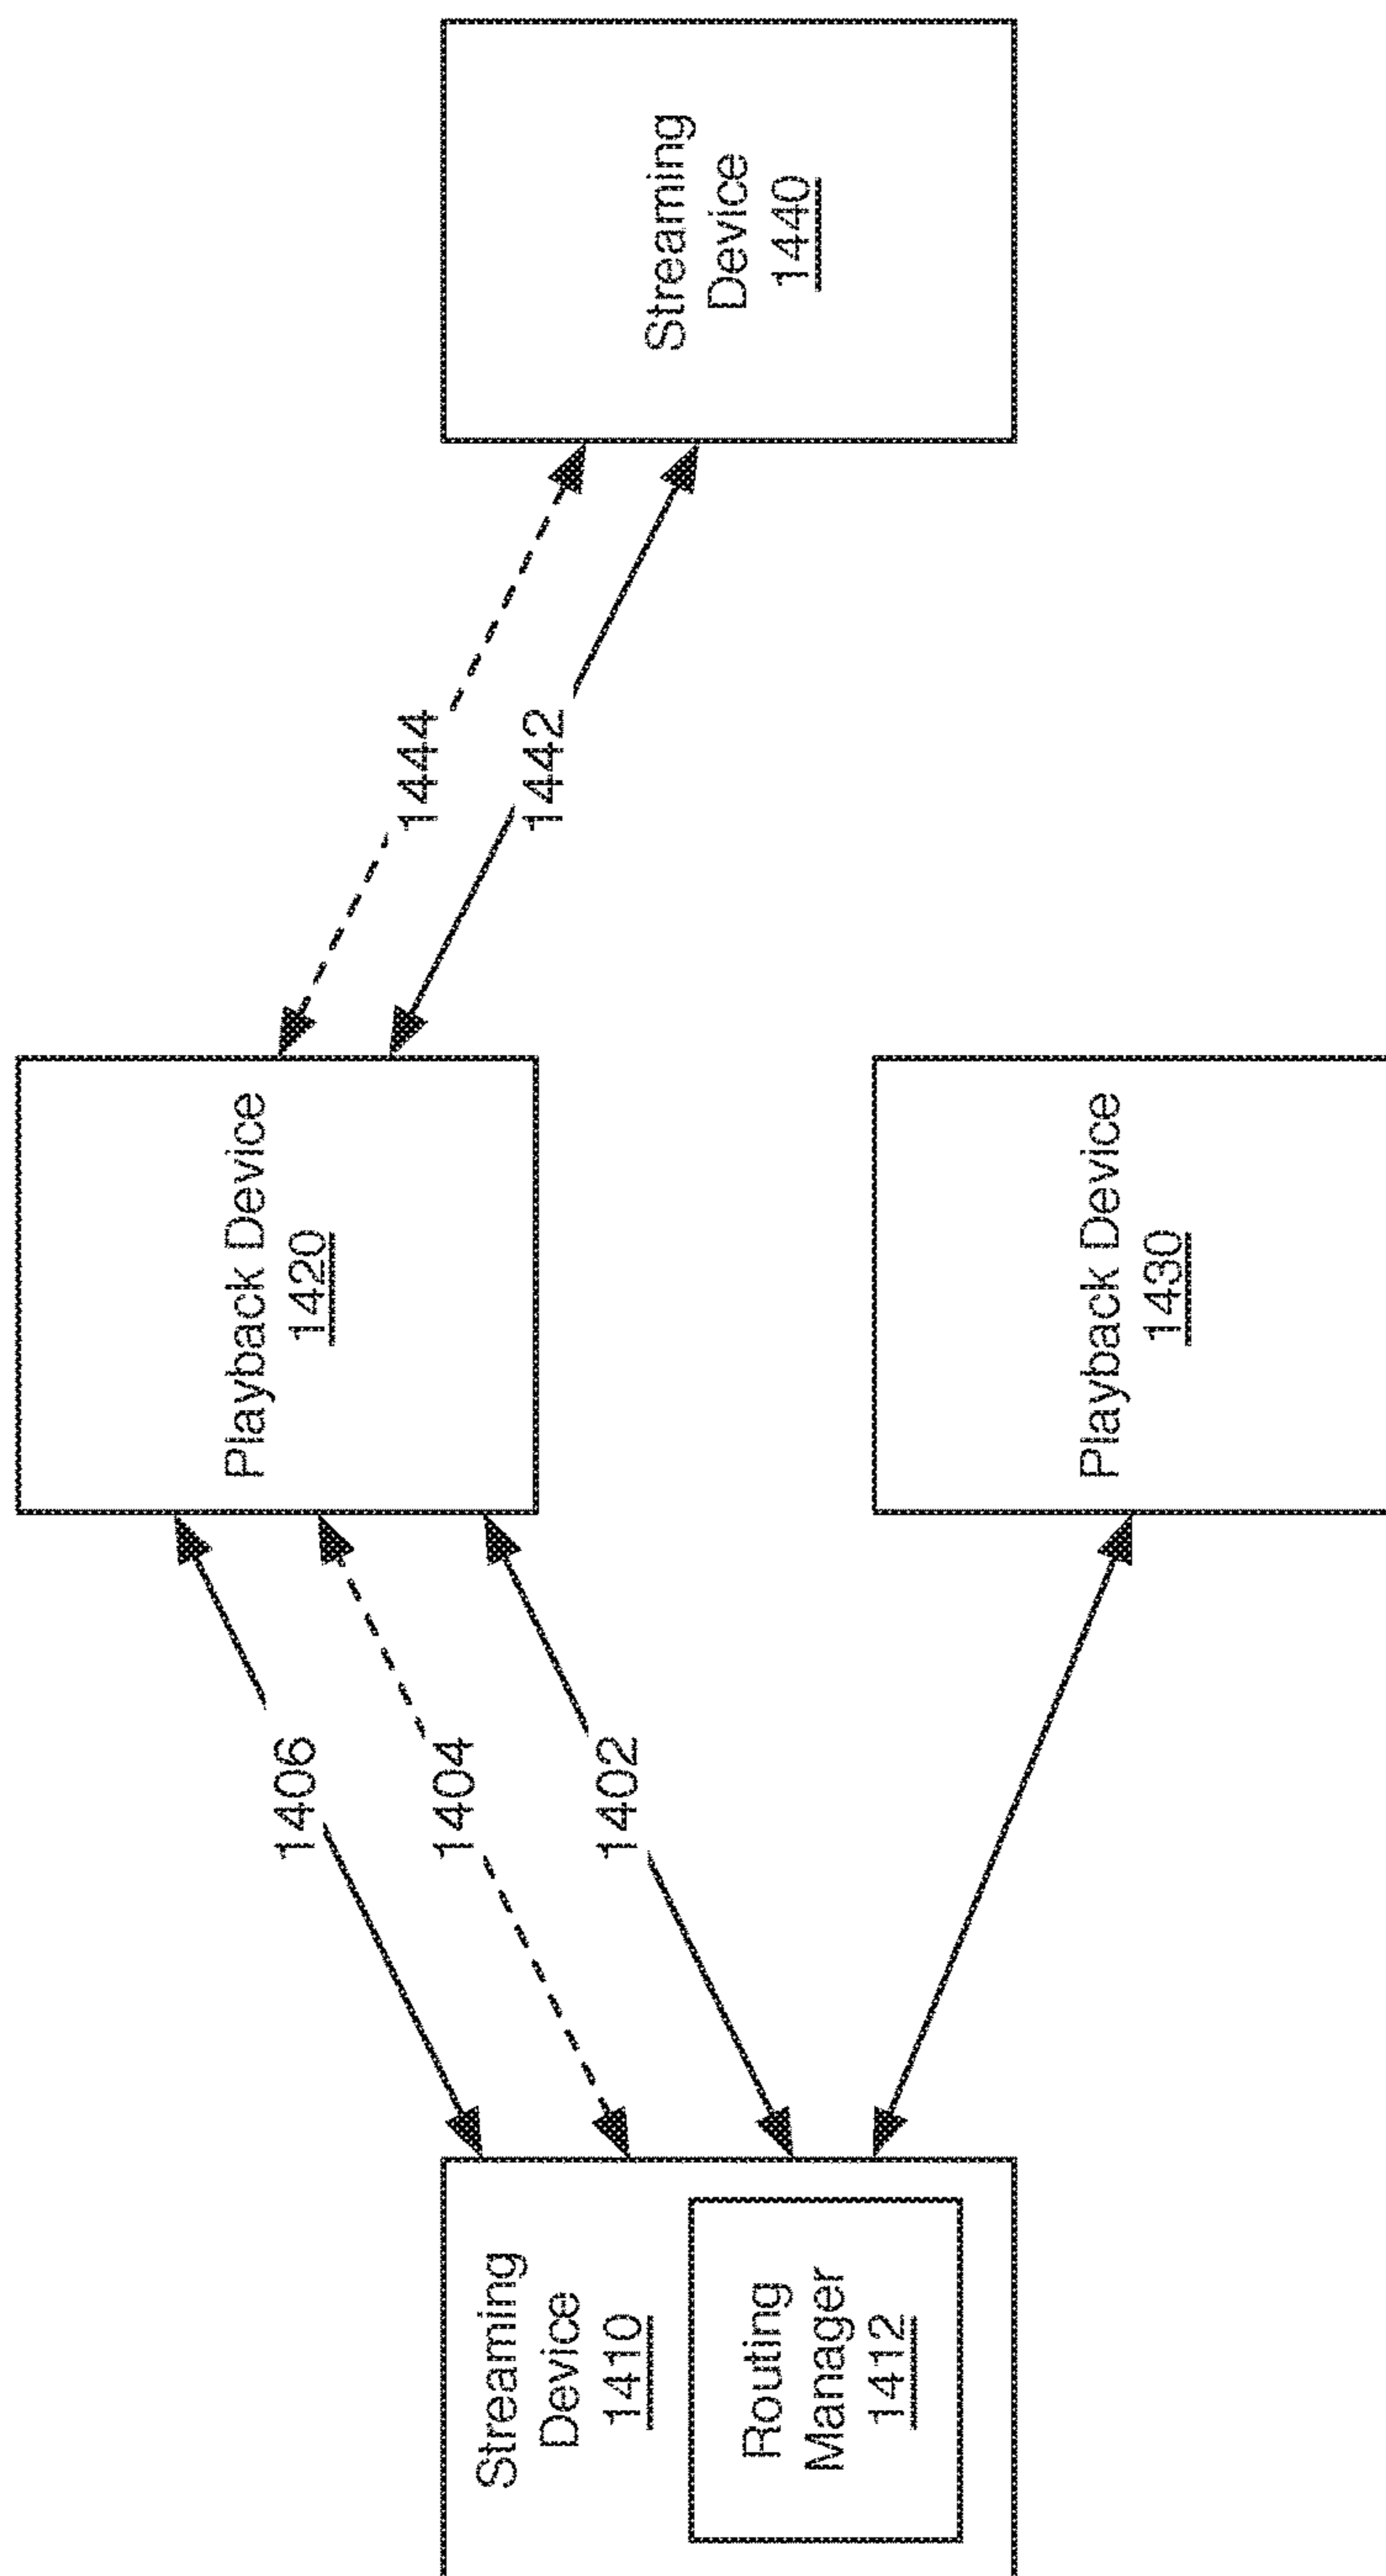 Streaming
Device
1410
Routing
Manager
1412
1406
1404
1402
Playback Device
1420
Playback Device
1430
1444
1442
Streaming
Device
1440